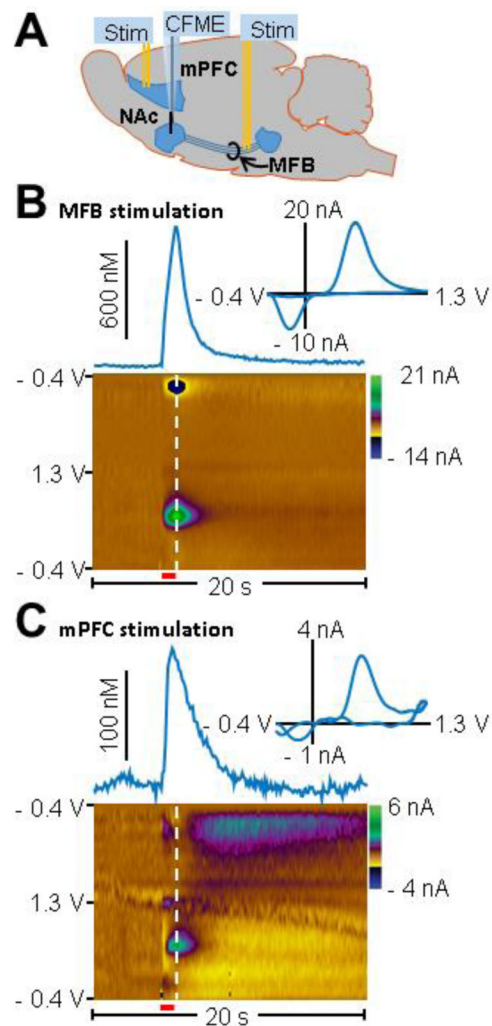 A
Stim CFME Stim
mPFC
NAc
MFB
B
MFB stimulation
20 nA
600 nM
- 0.4 V
1.3 V
- 10 nA
- 0.4 V
21 nA
1.3 V
- 14 nA
- 0.4 V
20 s
C
mPFC stimulation
4 nA
100 nM
- 0.4 V
1.3 V
- 1 nA
- 0.4 V
6 nA
1.3 V
- 4 nA
- 0.4 V
20 s